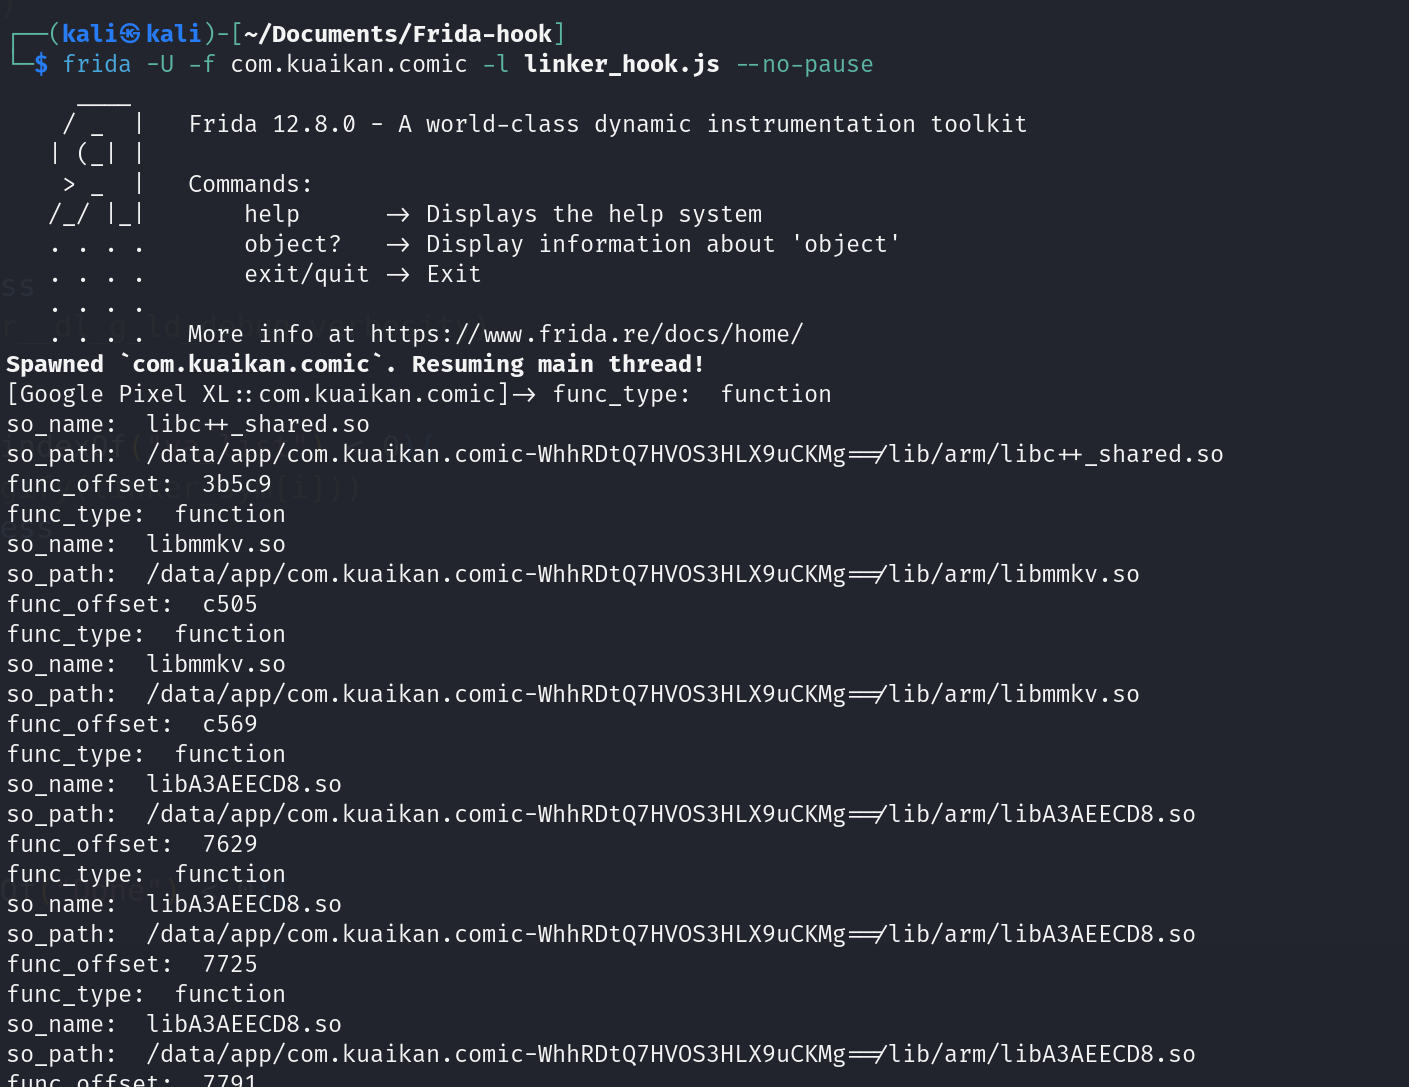 ┌──(kali㉿kali)-[~/Documents/Frida-hook]
└─$ frida -U -f com.kuaikan.comic -l linker_hook.js --no-pause
     ____
    / _  |   Frida 12.8.0 - A world-class dynamic instrumentation toolkit
   | (_| |
    > _  |   Commands:
   /_/ |_|       help      -> Displays the help system
   . . . .       object?   -> Display information about 'object'
   . . . .       exit/quit -> Exit
   . . . .
   . . . .   More info at https://www.frida.re/docs/home/
Spawned `com.kuaikan.comic`. Resuming main thread!
[Google Pixel XL::com.kuaikan.comic]-> func_type:  function
so_name:  libc++_shared.so
so_path:  /data/app/com.kuaikan.comic-WhhRDtQ7HVOS3HLX9uCKMg==/lib/arm/libc++_shared.so
func_offset:  3b5c9
func_type:  function
so_name:  libmmkv.so
so_path:  /data/app/com.kuaikan.comic-WhhRDtQ7HVOS3HLX9uCKMg==/lib/arm/libmmkv.so
func_offset:  c505
func_type:  function
so_name:  libmmkv.so
so_path:  /data/app/com.kuaikan.comic-WhhRDtQ7HVOS3HLX9uCKMg==/lib/arm/libmmkv.so
func_offset:  c569
func_type:  function
so_name:  libA3AEECD8.so
so_path:  /data/app/com.kuaikan.comic-WhhRDtQ7HVOS3HLX9uCKMg==/lib/arm/libA3AEECD8.so
func_offset:  7629
func_type:  function
so_name:  libA3AEECD8.so
so_path:  /data/app/com.kuaikan.comic-WhhRDtQ7HVOS3HLX9uCKMg==/lib/arm/libA3AEECD8.so
func_offset:  7725
func_type:  function
so_name:  libA3AEECD8.so
so_path:  /data/app/com.kuaikan.comic-WhhRDtQ7HVOS3HLX9uCKMg==/lib/arm/libA3AEECD8.so
func_offset:  7791